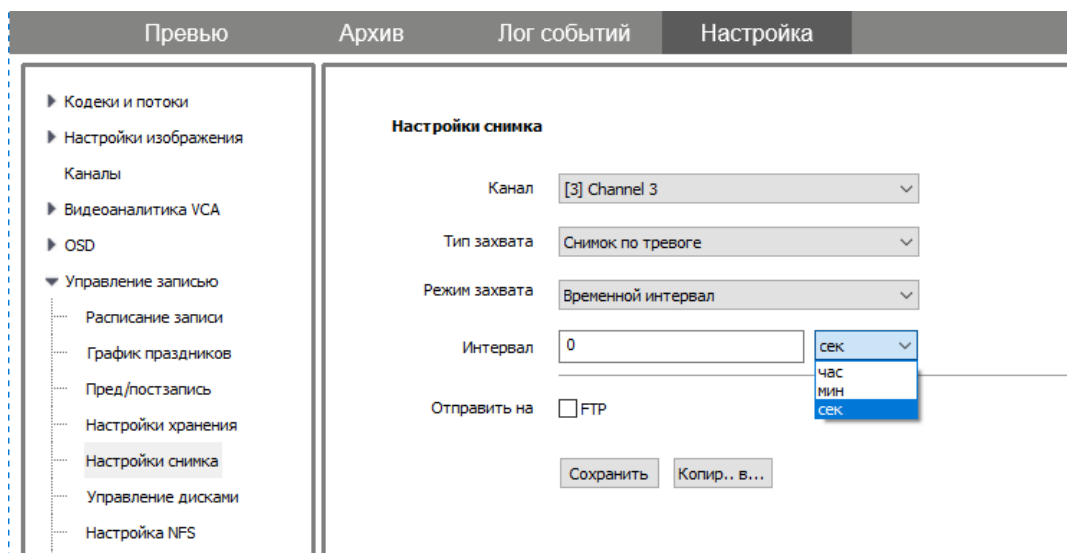 Превью Архив Лог событий Настройка
Кодеки и потоки
Настройки изображения
Каналы
Видеоаналитика VCA
OSD
Управление записью
Расписание записи
График праздников
Пред/постзапись
Настройки хранения
Настройки снимка
Управление дисками
Настройка NFS
Настройки снимка
Канал [3] Channel 3
Тип захвата Снимок по тревоге
Режим захвата Временной интервал
Интервал 0 сек
час
мин
сек
Отправить на FTP
Сохранить Копир.. в...